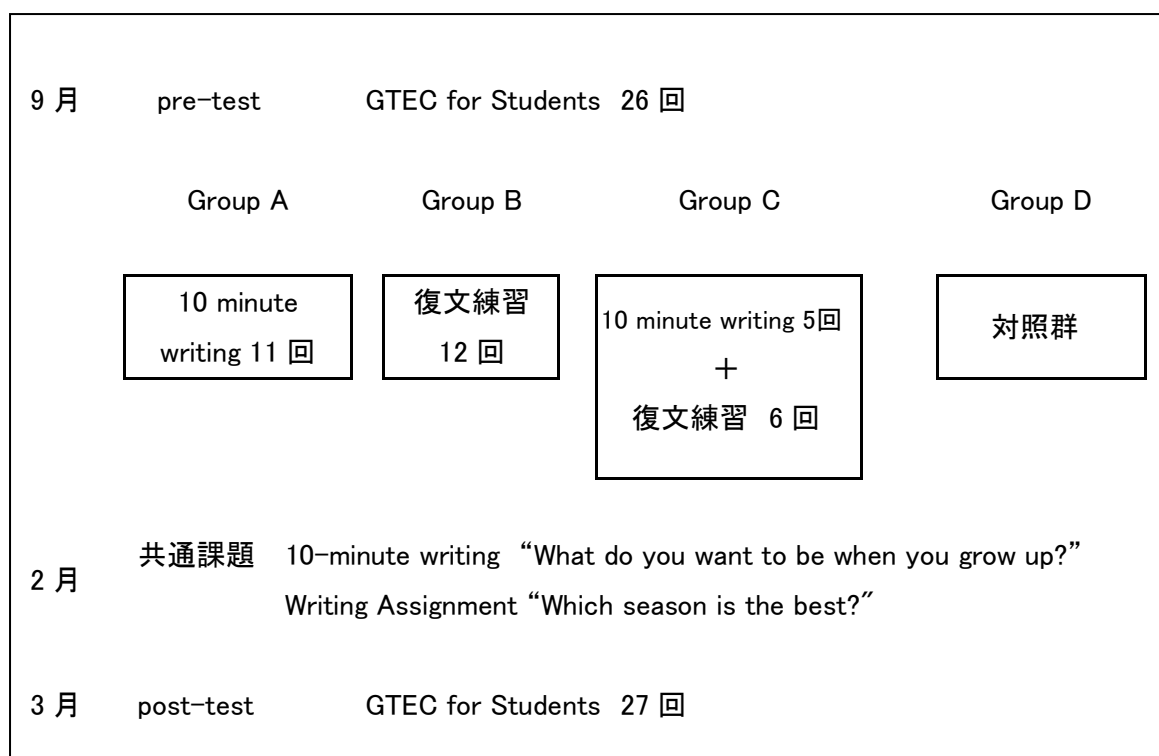 9 月 pre-test GTEC for Students 26 回
Group A Group B Group C Group D
10 minute
writing 11 回
復文練習
12 回
10 minute writing 5回
＋
復文練習 6 回
対照群
2 月
共通課題 10-minute writing “What do you want to be when you grow up?”
Writing Assignment “Which season is the best?”
3 月 post-test GTEC for Students 27 回